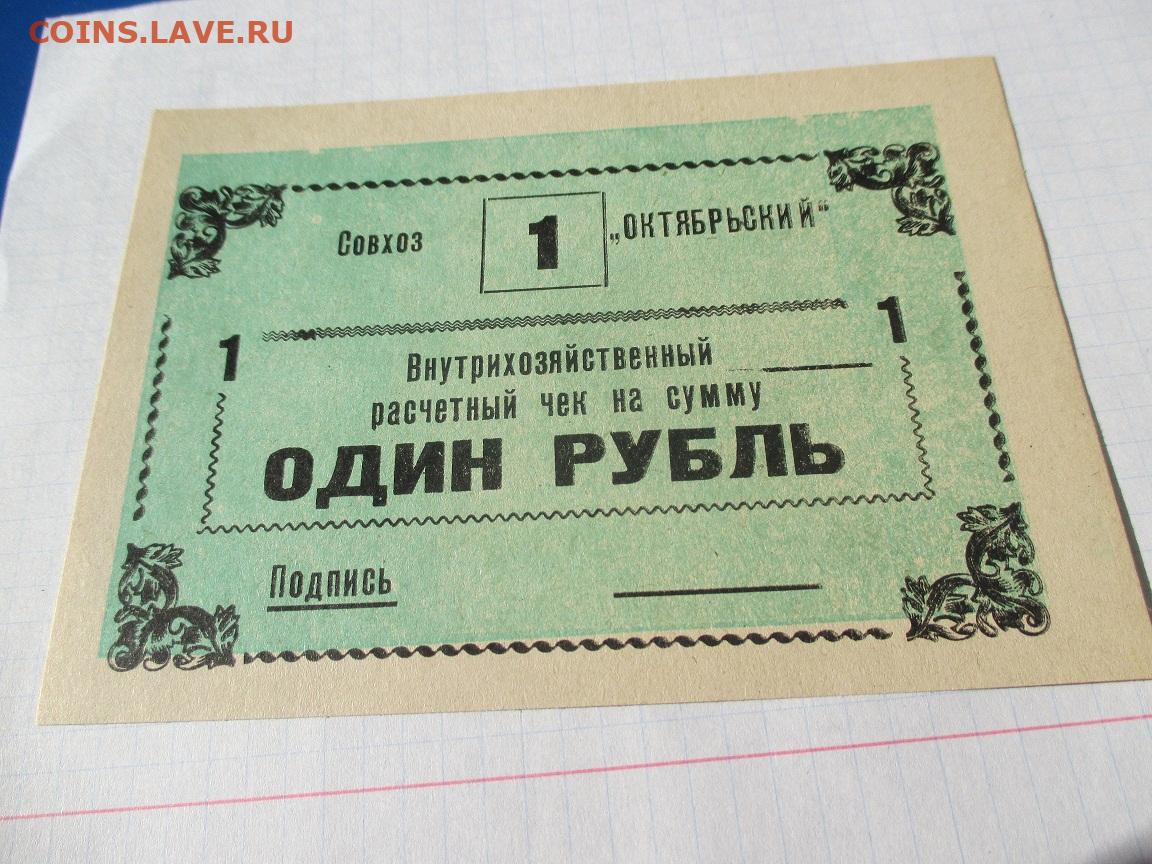 COINS.LAVE.RU
Совхоз 1 „ОКТЯБРЬСКИЙ“
1 1
Внутрихозяйственный
расчетный чек на сумму
ОДИН РУБЛЬ
Подпись